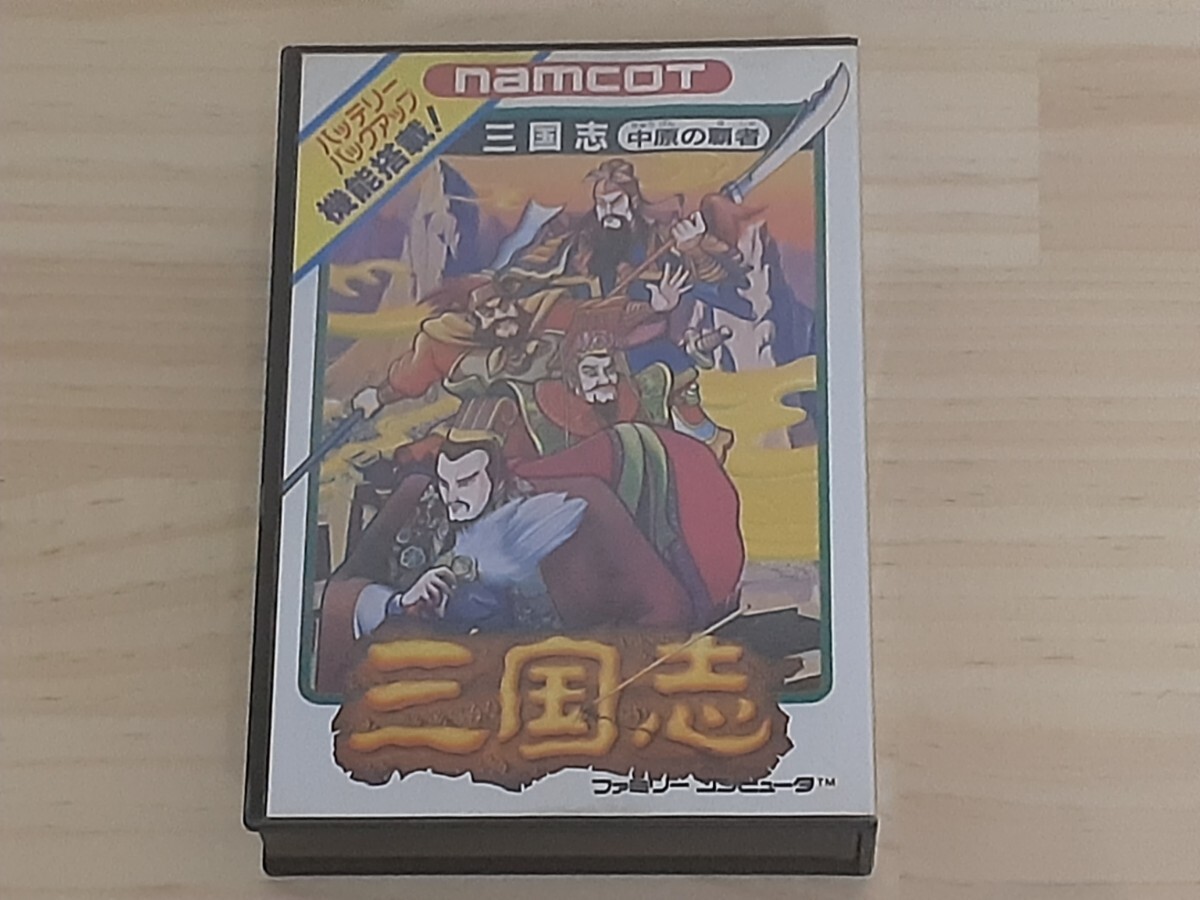 バッテリー
バックアップ
機能搭載!
namcoT
三国志 中原の覇者
三国志
ファミリーコンピュータ™